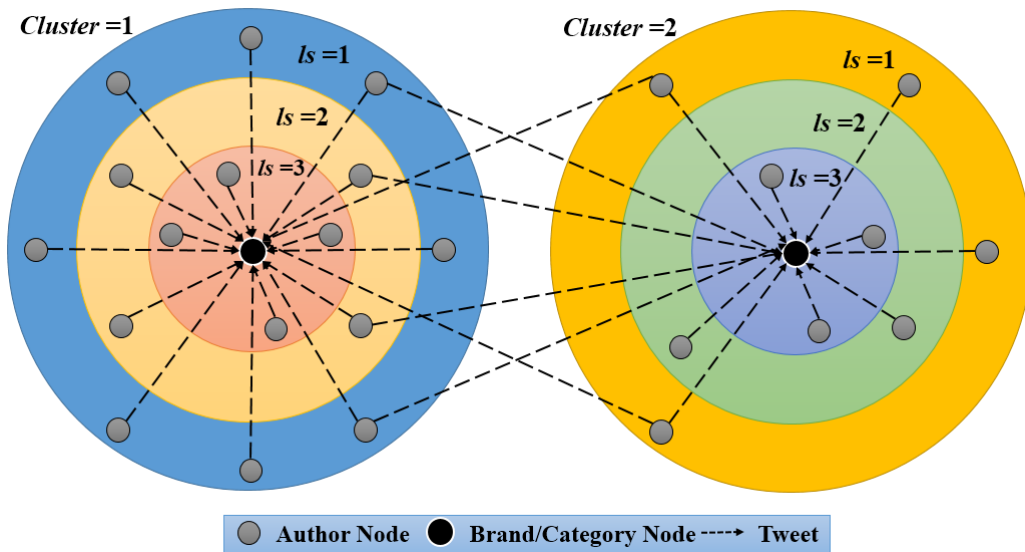 Cluster =1
ls =1
ls =2
ls =3
Cluster =2
ls =1
ls =2
ls =3
Author Node
Brand/Category Node
Tweet